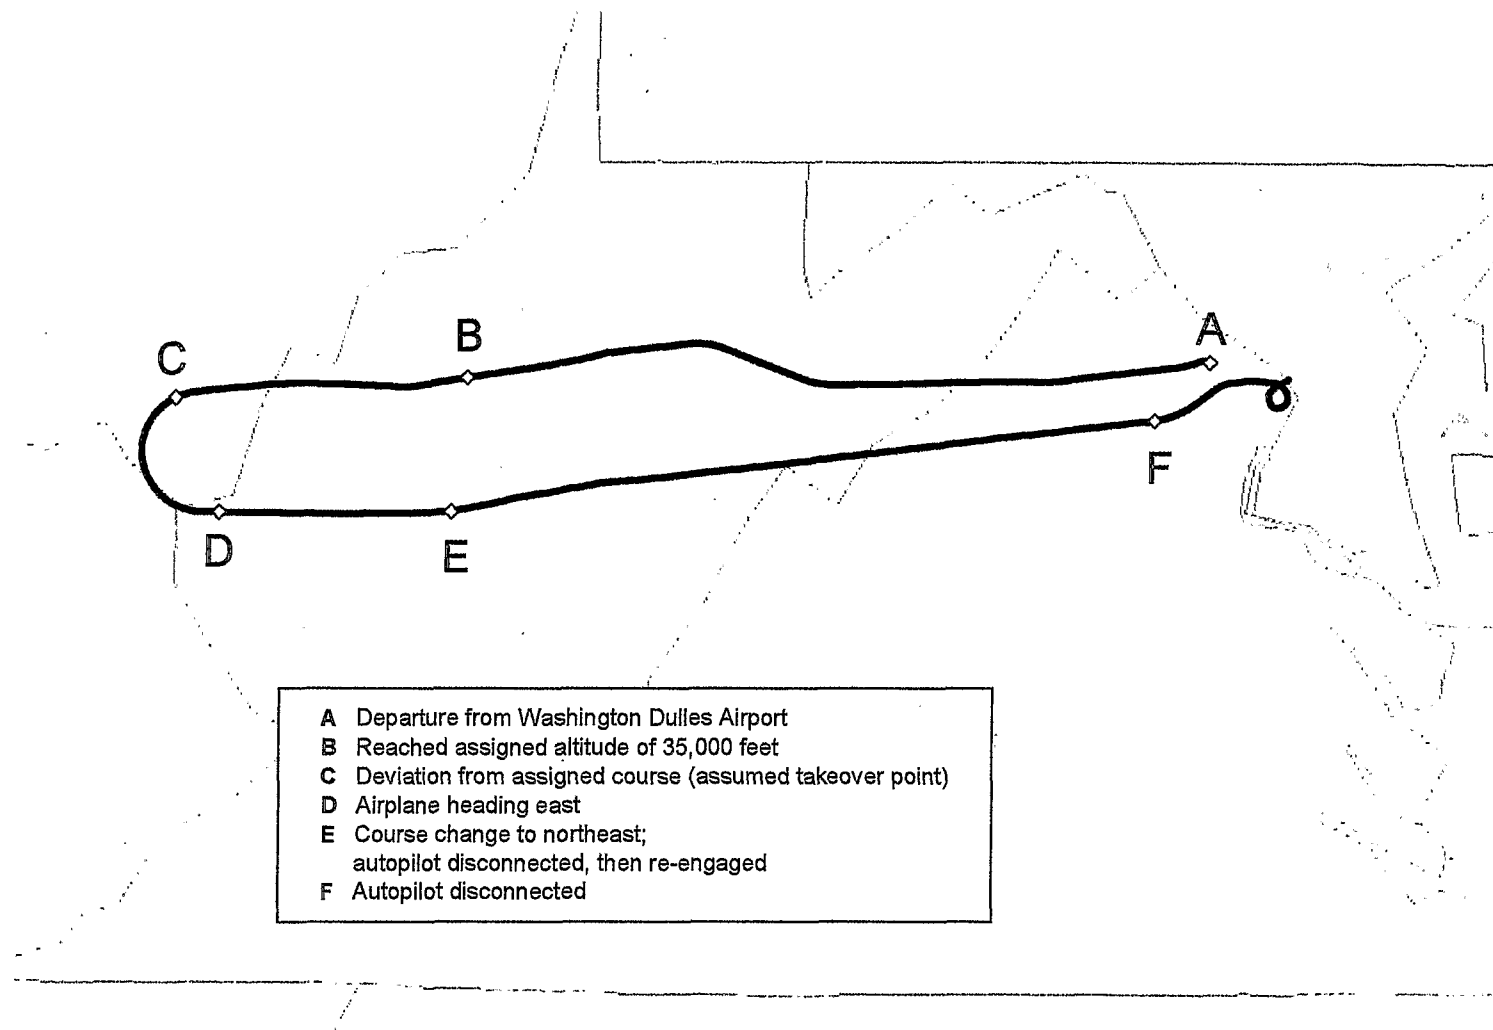 A
B
C
F
D
E
A Departure from Washington Dulles Airport
B Reached assigned altitude of 35,000 feet
C Deviation from assigned course (assumed takeover point)
D Airplane heading east
E Course change to northeast;
autopilot disconnected, then re-engaged
F Autopilot disconnected